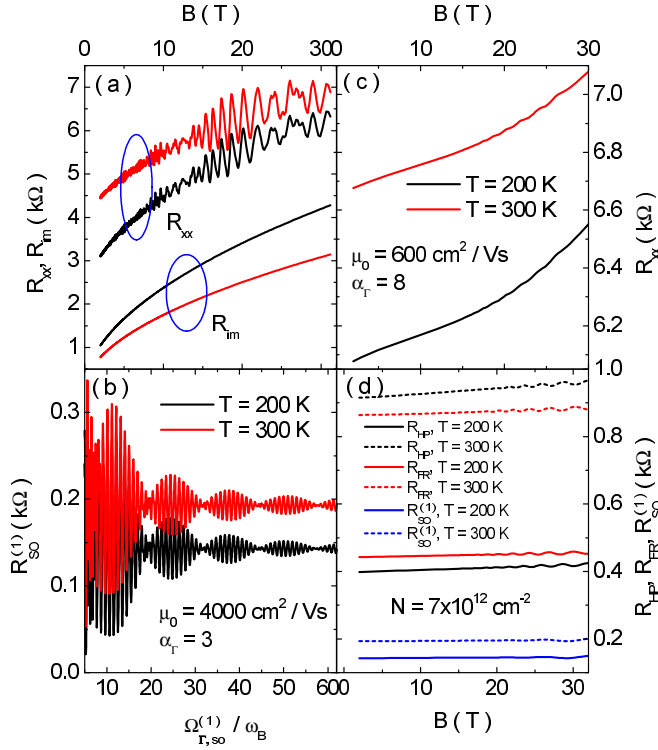 B ( T )
B ( T )
0 10 20 30
0 10 20 30
( a )
7
6
5
4
3
2
1
R_xx, R_im ( kΩ )
R_xx
R_im
( c )
T = 200 K
T = 300 K
μ_0 = 600 cm^2 / Vs
α_Γ = 8
7.0
6.8
6.6
6.4
6.2
R_xx ( kΩ )
( b )
T = 200 K
T = 300 K
0.3
0.2
0.1
0.0
R_SO^(1) ( kΩ )
μ_0 = 4000 cm^2 / Vs
α_Γ = 3
10 20 30 40 50 60
Ω_r,so^(1) / ω_B
( d )
R_HP, T = 200 K
R_HP, T = 300 K
R_FR, T = 200 K
R_FR, T = 300 K
R_SO^(1), T = 200 K
R_SO^(1), T = 300 K
N = 7x10^12 cm^-2
1.0
0.8
0.6
0.4
0.2
R_HP, R_FR, R_SO^(1) ( kΩ )
0 10 20 30
B ( T )